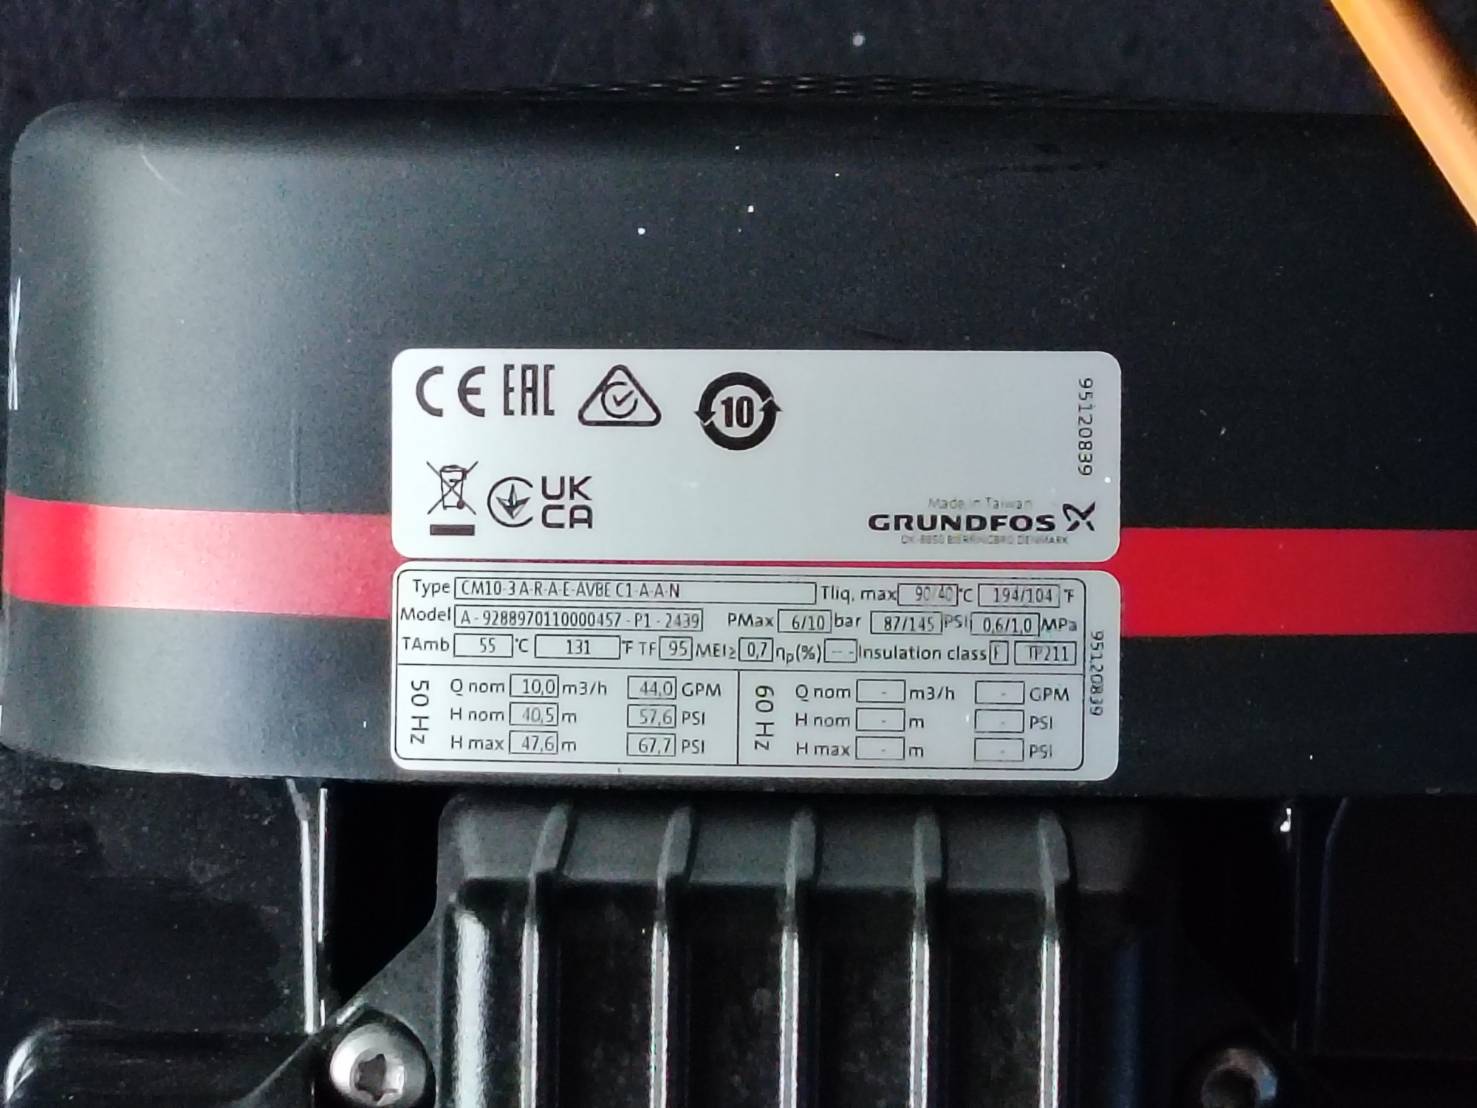 CE EAC 10
95120839
UK
CA
Made in Taiwan
GRUNDFOS
DK-8850 BJERRINGBRO DENMARK
Type CM10-3 A-R-A-E-AVBE C1-A-A-N Tliq. max 90/40 °C 194/104 °F
Model A - 9288970110000457 - P1 - 2439 PMax 6/10 bar 87/145 PSI 0,6/1,0 MPa
TAmb 55 °C 131 °F TF 95 MEI≥ 0,7 ηp(%) -- Insulation class F TP211
95120839
50 Hz
Q nom 10,0 m3/h 44,0 GPM
H nom 40,5 m 57,6 PSI
H max 47,6 m 67,7 PSI
60 Hz
Q nom - m3/h - GPM
H nom - m - PSI
H max - m - PSI